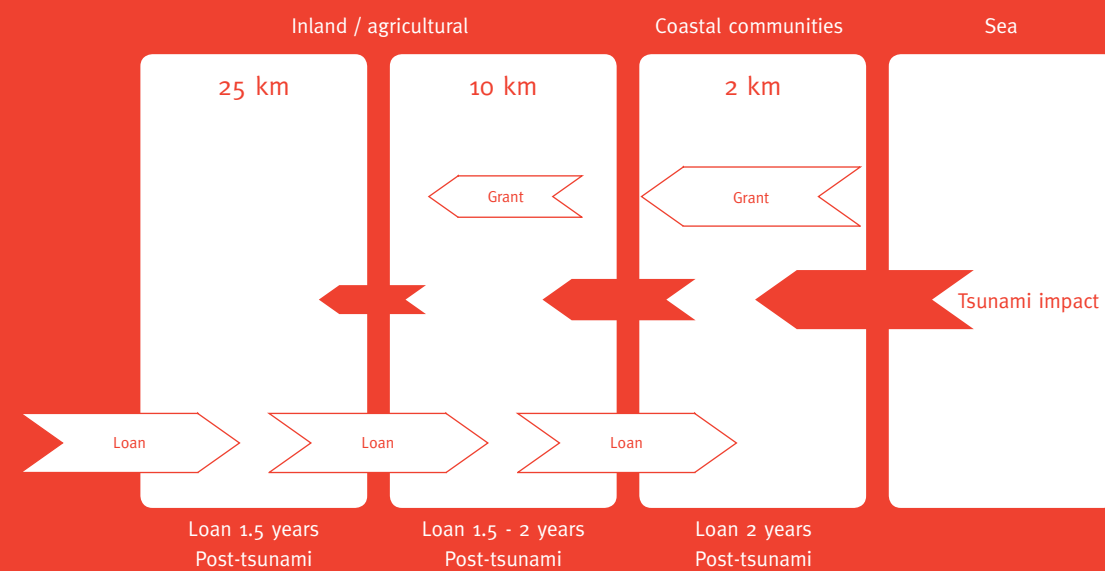 Inland / agricultural
Coastal communities
Sea
25 km
10 km
2 km
Grant
Grant
Tsunami impact
Loan
Loan
Loan
Loan 1.5 years
Post-tsunami
Loan 1.5 - 2 years
Post-tsunami
Loan 2 years
Post-tsunami